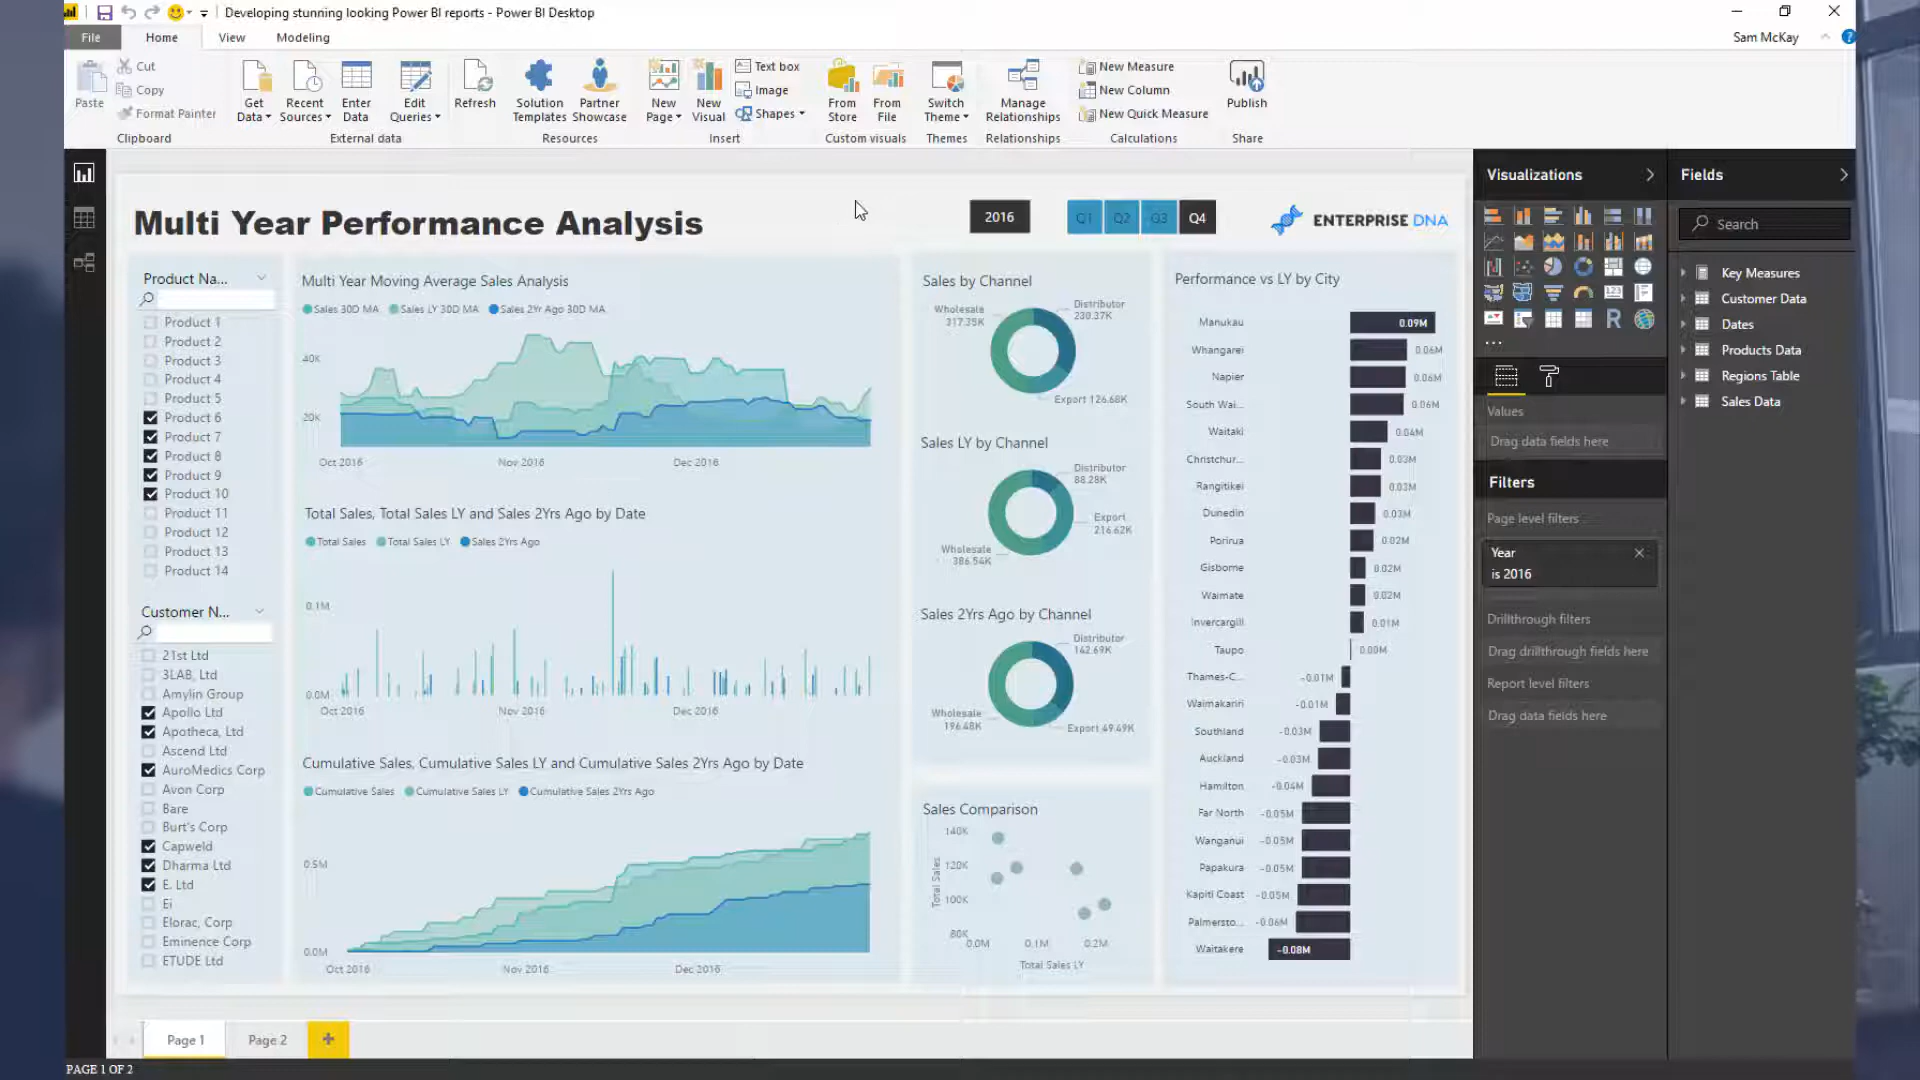 Developing stunning looking Power BI reports - Power BI Desktop
File Home View Modeling
Sam McKay
Paste
Cut
Copy
Format Painter
Clipboard
Get Data
Recent Sources
Enter Data
Edit Queries
External data
Refresh
Solution Templates
Partner Showcase
Resources
New Page
New Visual
Text box
Image
Shapes
Insert
From Store
From File
Custom visuals
Switch Theme
Themes
Manage Relationships
Relationships
New Measure
New Column
New Quick Measure
Calculations
Publish
Share
Multi Year Performance Analysis
2016
Q1 Q2 Q3 Q4
ENTERPRISE DNA
Product Na...
Product 1
Product 2
Product 3
Product 4
Product 5
Product 6
Product 7
Product 8
Product 9
Product 10
Product 11
Product 12
Product 13
Product 14
Customer N...
21st Ltd
3LAB, Ltd
Amylin Group
Apollo Ltd
Apotheca, Ltd
Ascend Ltd
AuroMedics Corp
Avon Corp
Bare
Burt's Corp
Capweld
Dharma Ltd
E. Ltd
Ei
Elorac, Corp
Eminence Corp
ETUDE Ltd
Multi Year Moving Average Sales Analysis
Sales 30D MA Sales LY 30D MA Sales 2Yr Ago 30D MA
40K
20K
Oct 2016 Nov 2016 Dec 2016
Total Sales, Total Sales LY and Sales 2Yrs Ago by Date
Total Sales Total Sales LY Sales 2Yrs Ago
0.1M
0.0M
Oct 2016 Nov 2016 Dec 2016
Cumulative Sales, Cumulative Sales LY and Cumulative Sales 2Yrs Ago by Date
Cumulative Sales Cumulative Sales LY Cumulative Sales 2Yrs Ago
0.5M
0.0M
Oct 2016 Nov 2016 Dec 2016
Sales by Channel
Wholesale
317.35K
Distributor
230.37K
Export 126.68K
Sales LY by Channel
Distributor
88.28K
Export
216.62K
Wholesale
386.54K
Sales 2Yrs Ago by Channel
Distributor
142.69K
Wholesale
196.48K
Export 49.49K
Sales Comparison
Total Sales
140K
120K
100K
80K
0.0M 0.1M 0.2M
Total Sales LY
Performance vs LY by City
Manukau 0.09M
Whangarei 0.06M
Napier 0.06M
South Wai... 0.06M
Waitaki 0.04M
Christchur... 0.03M
Rangitikei 0.03M
Dunedin 0.03M
Porirua 0.02M
Gisborne 0.02M
Waimate 0.02M
Invercargill 0.01M
Taupo 0.00M
Thames-C... -0.01M
Waimakariri -0.01M
Southland -0.03M
Auckland -0.03M
Hamilton -0.04M
Far North -0.05M
Wanganui -0.05M
Papakura -0.05M
Kapiti Coast -0.05M
Palmersto... -0.06M
Waitakere -0.08M
Visualizations
R
Values
Drag data fields here
Filters
Page level filters
Year
is 2016
Drillthrough filters
Drag drillthrough fields here
Report level filters
Drag data fields here
Fields
Search
Key Measures
Customer Data
Dates
Products Data
Regions Table
Sales Data
Page 1 Page 2 +
PAGE 1 OF 2